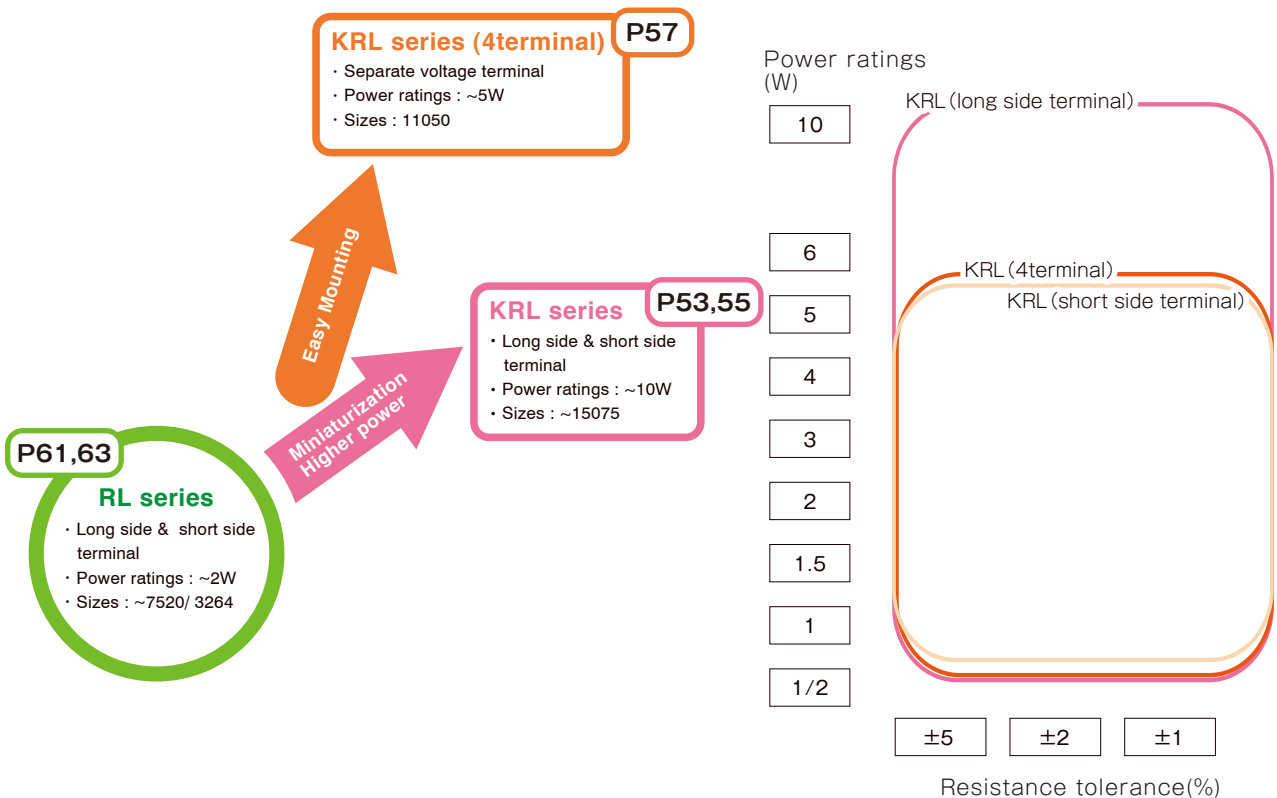 P57
KRL series (4terminal)
· Separate voltage terminal
· Power ratings : ~5W
· Sizes : 11050
Easy Mounting
P53,55
KRL series
· Long side & short side
terminal
· Power ratings : ~10W
· Sizes : ~15075
Miniaturization
Higher power
P61,63
RL series
· Long side & short side
terminal
· Power ratings : ~2W
· Sizes : ~7520/ 3264
Power ratings
(W)
10
6
5
4
3
2
1.5
1
1/2
KRL (long side terminal)
KRL (4terminal)
KRL (short side terminal)
±5
±2
±1
Resistance tolerance(%)